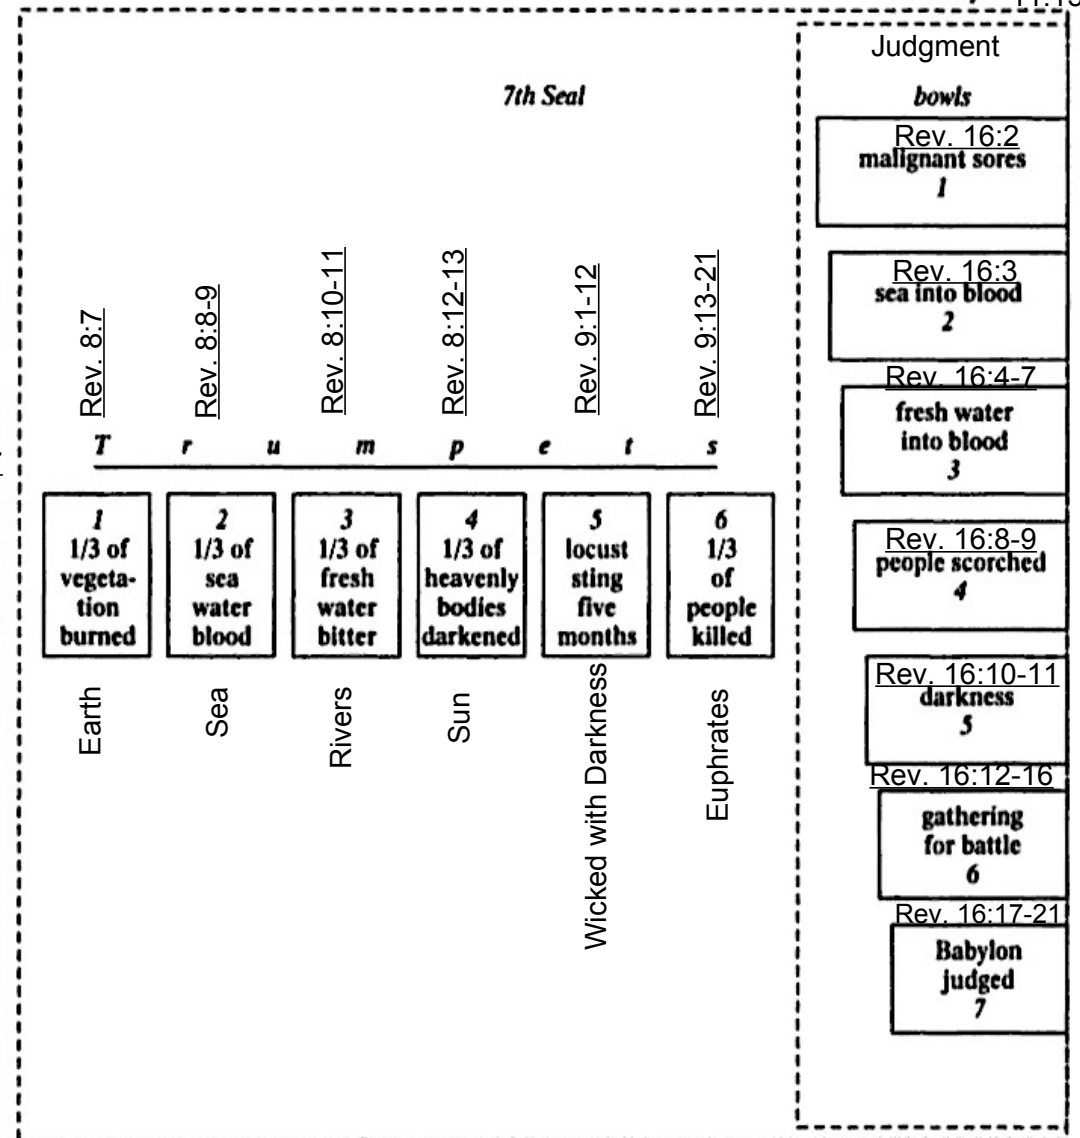 11:15
7th Seal
Rev. 8:7
Rev. 8:8-9
Rev. 8:10-11
Rev. 8:12-13
Rev. 9:1-12
Rev. 9:13-21
T r u m p e t s
1
1/3 of
vegeta-
tion
burned
2
1/3 of
sea
water
blood
3
1/3 of
fresh
water
bitter
4
1/3 of
heavenly
bodies
darkened
5
locust
sting
five
months
6
1/3
of
people
killed
Earth
Sea
Rivers
Sun
Wicked with Darkness
Euphrates
Judgment
bowls
Rev. 16:2
malignant sores
1
Rev. 16:3
sea into blood
2
Rev. 16:4-7
fresh water
into blood
3
Rev. 16:8-9
people scorched
4
Rev. 16:10-11
darkness
5
Rev. 16:12-16
gathering
for battle
6
Rev. 16:17-21
Babylon
judged
7